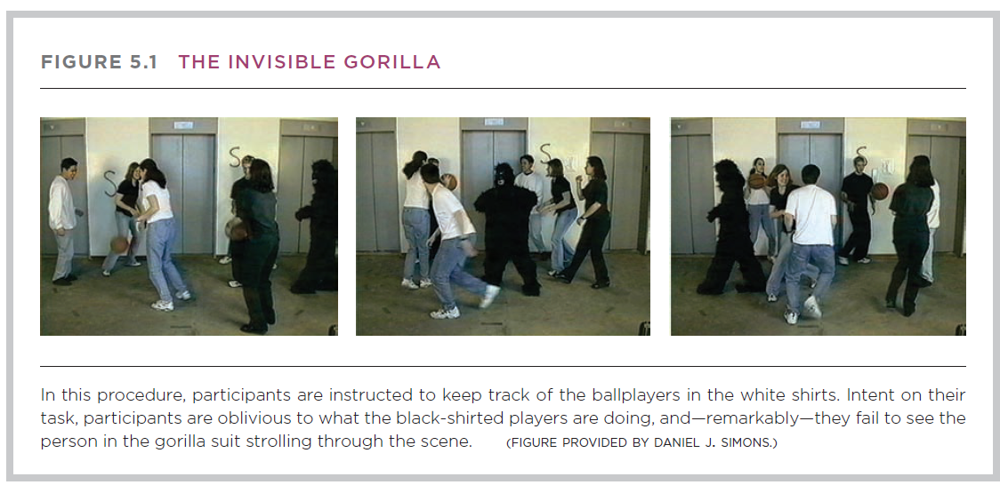 FIGURE 5.1 THE INVISIBLE GORILLA
S
S
S
S
In this procedure, participants are instructed to keep track of the ballplayers in the white shirts. Intent on their
task, participants are oblivious to what the black-shirted players are doing, and—remarkably—they fail to see the
person in the gorilla suit strolling through the scene. (FIGURE PROVIDED BY DANIEL J. SIMONS.)